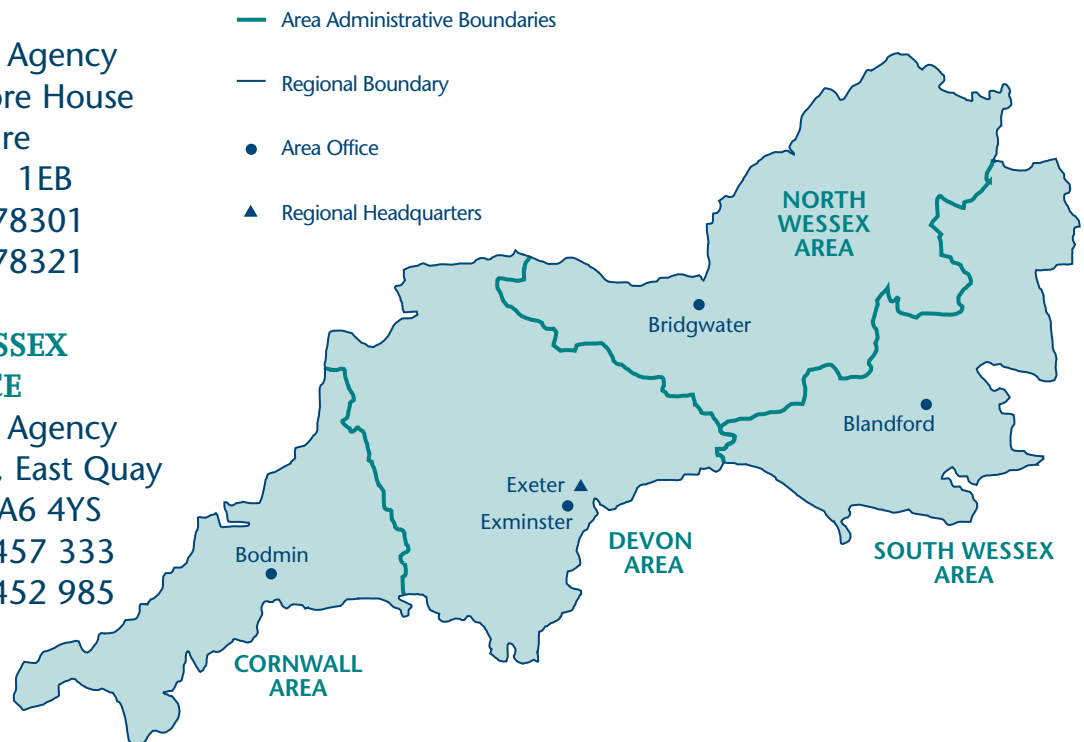 Agency
ore House
re
1EB
78301
78321
SSEX
CE
Agency
, East Quay
A6 4YS
457 333
452 985
Area Administrative Boundaries
Regional Boundary
Area Office
Regional Headquarters
NORTH
WESSEX
AREA
Bridgwater
Blandford
Exeter
Exminster
DEVON
AREA
SOUTH WESSEX
AREA
Bodmin
CORNWALL
AREA